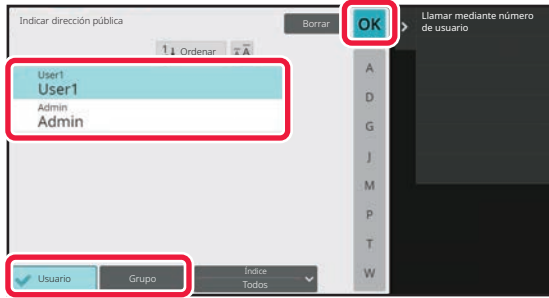 Indicar dirección pública
Borrar
OK
Llamar mediante número
de usuario
1 Ordenar
A
User1
User1
Admin
Admin
A
D
G
J
M
P
T
W
Usuario
Grupo
Índice
Todos